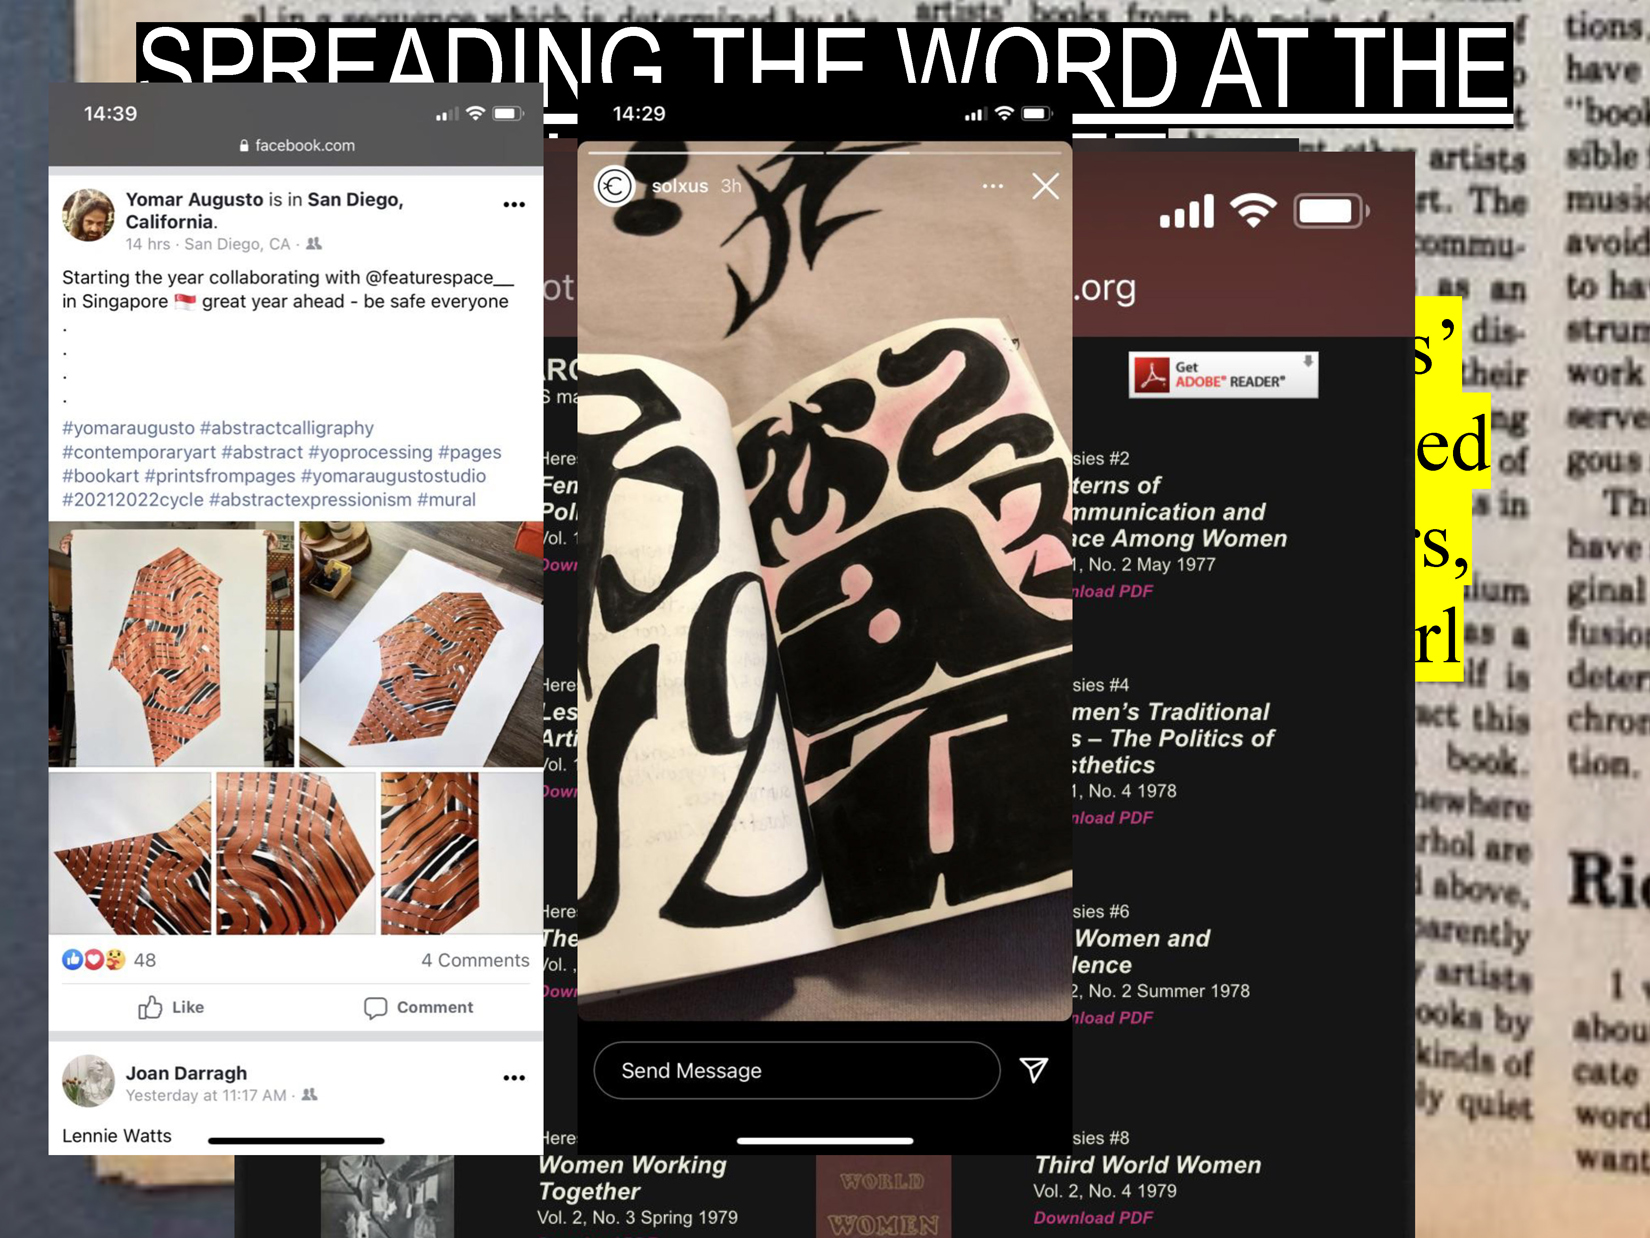 SPREADING THE WORD AT THE
14:39
facebook.com
Yomar Augusto is in San Diego,
California.
14 hrs · San Diego, CA ·
Starting the year collaborating with @featurespace__
in Singapore 🇸🇬 great year ahead - be safe everyone
.
.
.
.
#yomaraugusto #abstractcalligraphy
#contemporaryart #abstract #yoprocessing #pages
#bookart #printsfrompages #yomaraugustostudio
#20212022cycle #abstractexpressionism #mural
48
4 Comments
Like
Comment
Joan Darragh
Yesterday at 11:17 AM ·
Lennie Watts
14:29
solxus 3h
Send Message
.org
Get
ADOBE® READER®
sies #2
terns of
mmunication and
ace Among Women
1, No. 2 May 1977
nload PDF
sies #4
men's Traditional
s – The Politics of
sthetics
1, No. 4 1978
nload PDF
sies #6
Women and
lence
2, No. 2 Summer 1978
nload PDF
Here
Women Working
Together
Vol. 2, No. 3 Spring 1979
sies #8
Third World Women
Vol. 2, No. 4 1979
Download PDF
WORLD
WOMEN
s’
ed
rs,
rl
artists
rt. The
commu-
as an
dis-
their
ng
of
s in
ium
as a
lf is
act this
book.
newhere
rhol are
above,
parently
artists
ooks by
kinds of
ly quiet
tions,
have
"book
sible
music
avoid
to hav
strum
work
serve
gous
Th
have
ginal
fusio
deter
chron
tion.
Ri
I
abou
cate
word
want